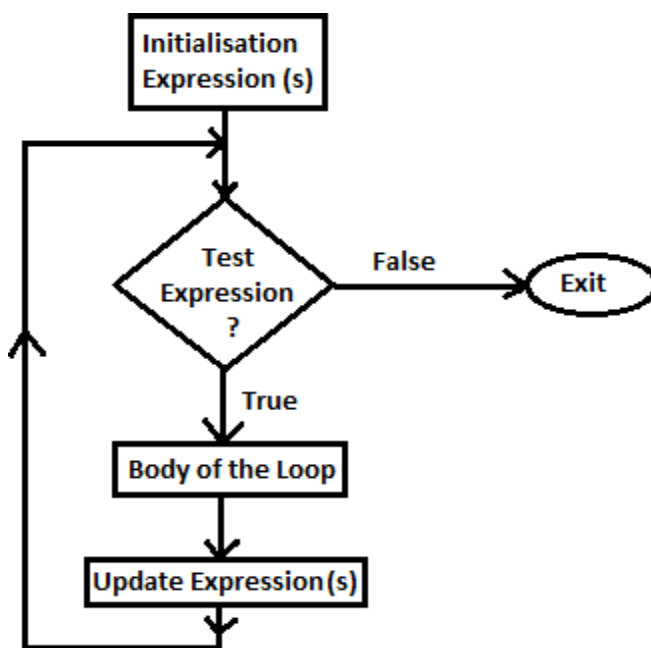 Initialisation
Expression (s)
Test
Expression
?
False
Exit
True
Body of the Loop
Update Expression(s)